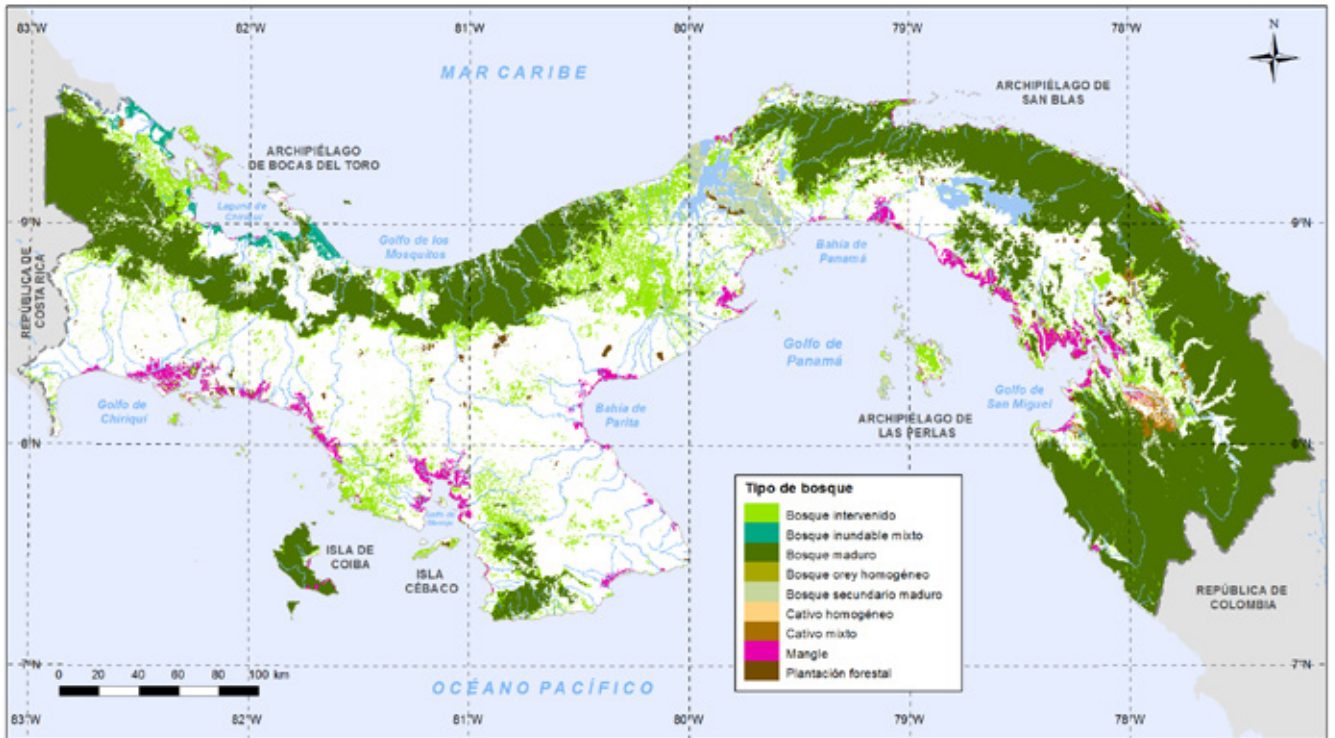 83°W 82°W 81°W 80°W 79°W 78°W
N
MAR CARIBE
ARCHIPIÉLAGO DE
SAN BLAS
ARCHIPIÉLAGO
DE BOCAS DEL TORO
Laguna de
Chiriquí
9°N
9°N
Golfo de los
Mosquitos
Bahía de
Panamá
REPÚBLICA DE
COSTA RICA
Golfo de
Panamá
Golfo de
Chiriquí
Bahía de
Parita
Golfo de
San Miguel
ARCHIPIÉLAGO DE
LAS PERLAS
8°N
8°N
Golfo de
ISLA DE
COIBA
ISLA
CÉBACO
REPÚBLICA DE
COLOMBIA
Tipo de bosque
Bosque intervenido
Bosque inundable mixto
Bosque maduro
Bosque orey homogéneo
Bosque secundario maduro
Cativo homogéneo
Cativo mixto
Mangle
Plantación forestal
7°N
7°N
0 20 40 60 80 100 km
OCÉANO PACÍFICO
83°W 82°W 81°W 80°W 79°W 78°W